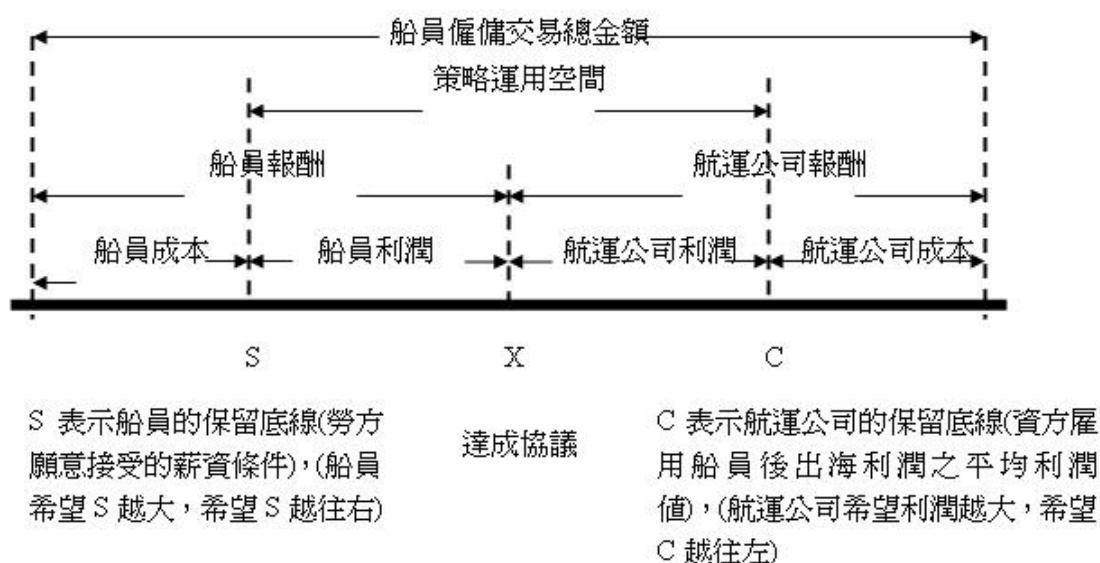 船員僱傭交易總金額
策略運用空間
船員報酬
航運公司報酬
船員成本
船員利潤
航運公司利潤
航運公司成本
S
X
C
S 表示船員的保留底線(勞方
願意接受的薪資條件)，(船員
希望 S 越大，希望 S 越往右)
達成協議
C 表示航運公司的保留底線(資方雇
用船員後出海利潤之平均利潤
值)，(航運公司希望利潤越大，希望
C 越往左)